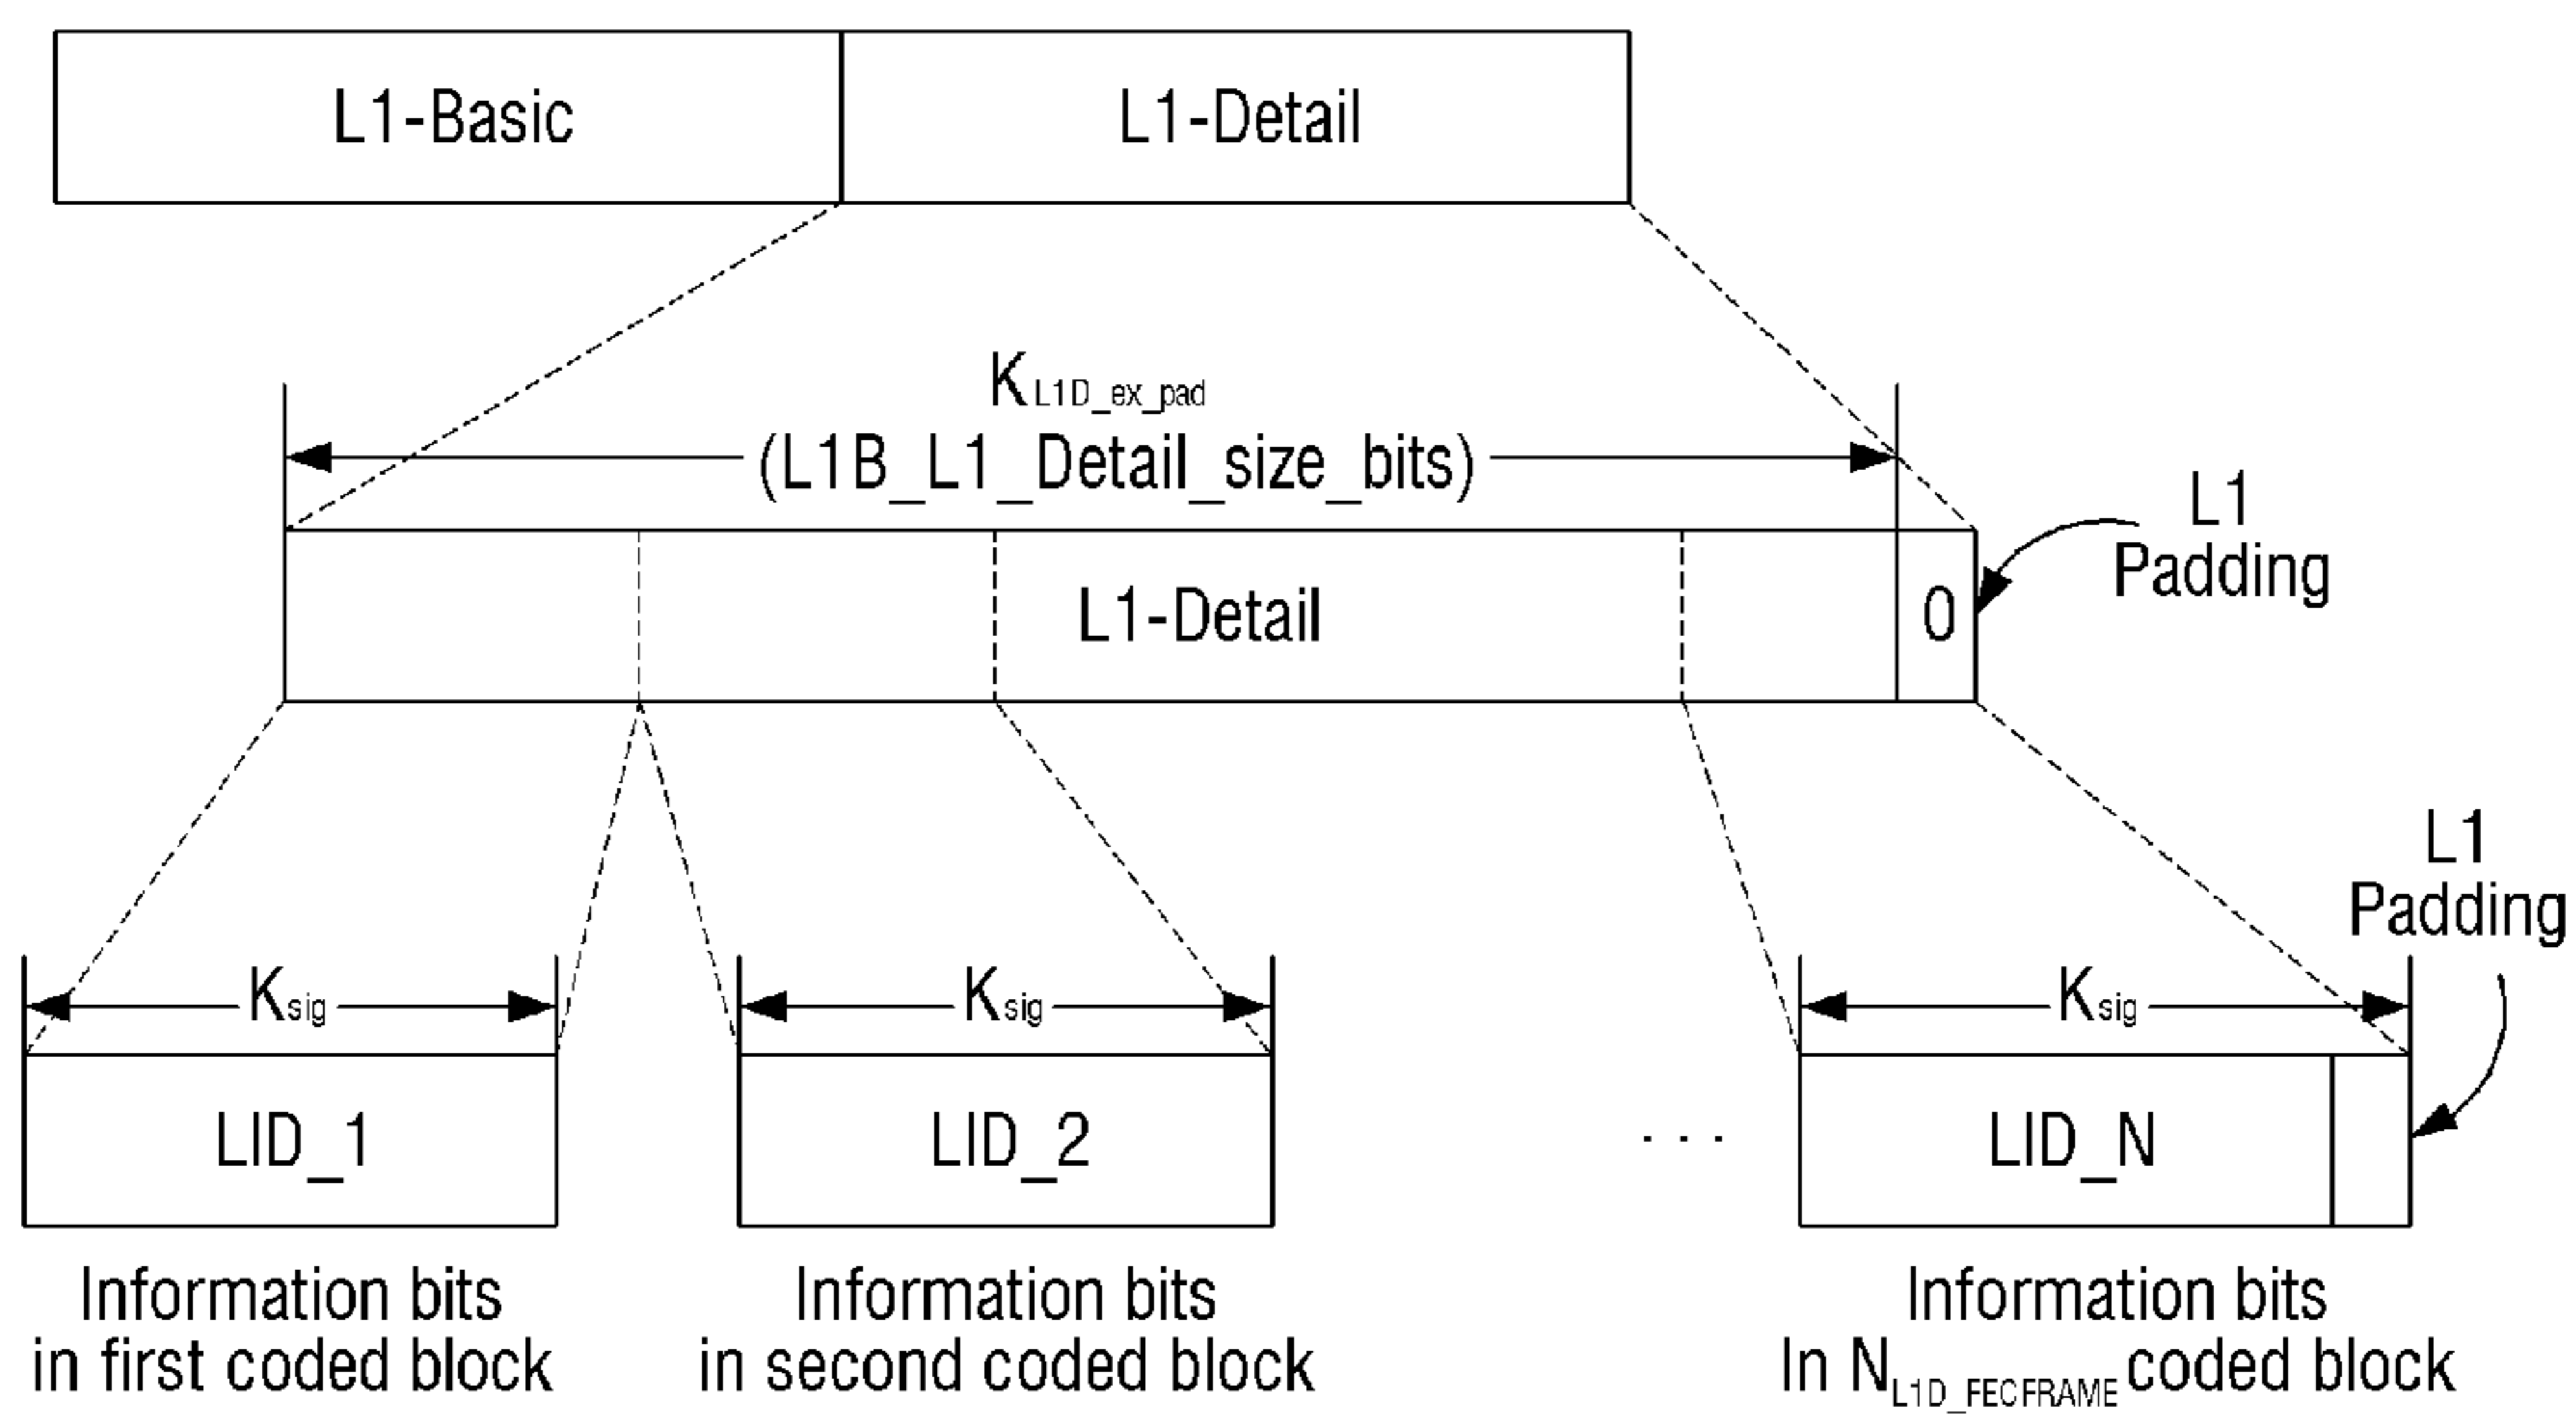 L1-Basic
L1-Detail
K L1D_ex_pad
(L1B_L1_Detail_size_bits)
L1
Padding
L1-Detail
0
L1
Padding
Ksig
Ksig
Ksig
LID_1
LID_2
. . .
LID_N
Information bits
in first coded block
Information bits
in second coded block
Information bits
In NL1D_FECFRAME coded block